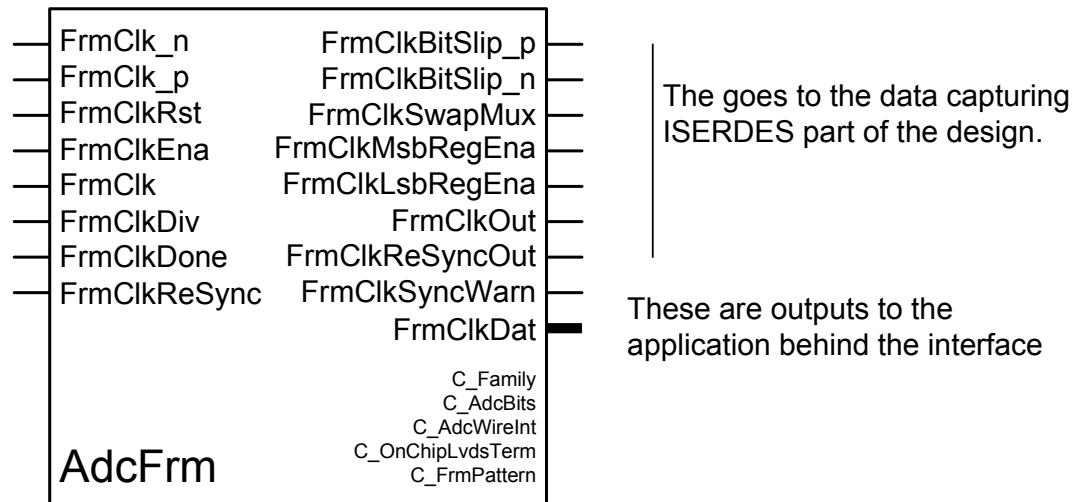 FrmClk_n
FrmClk_p
FrmClkRst
FrmClkEna
FrmClk
FrmClkDiv
FrmClkDone
FrmClkReSync
FrmClkBitSlip_p
FrmClkBitSlip_n
FrmClkSwapMux
FrmClkMsbRegEna
FrmClkLsbRegEna
FrmClkOut
FrmClkReSyncOut
FrmClkSyncWarn
FrmClkDat
C_Family
C_AdcBits
C_AdcWireInt
C_OnChipLvdsTerm
C_FrmPattern
AdcFrm
The goes to the data capturing
ISERDES part of the design.
These are outputs to the
application behind the interface